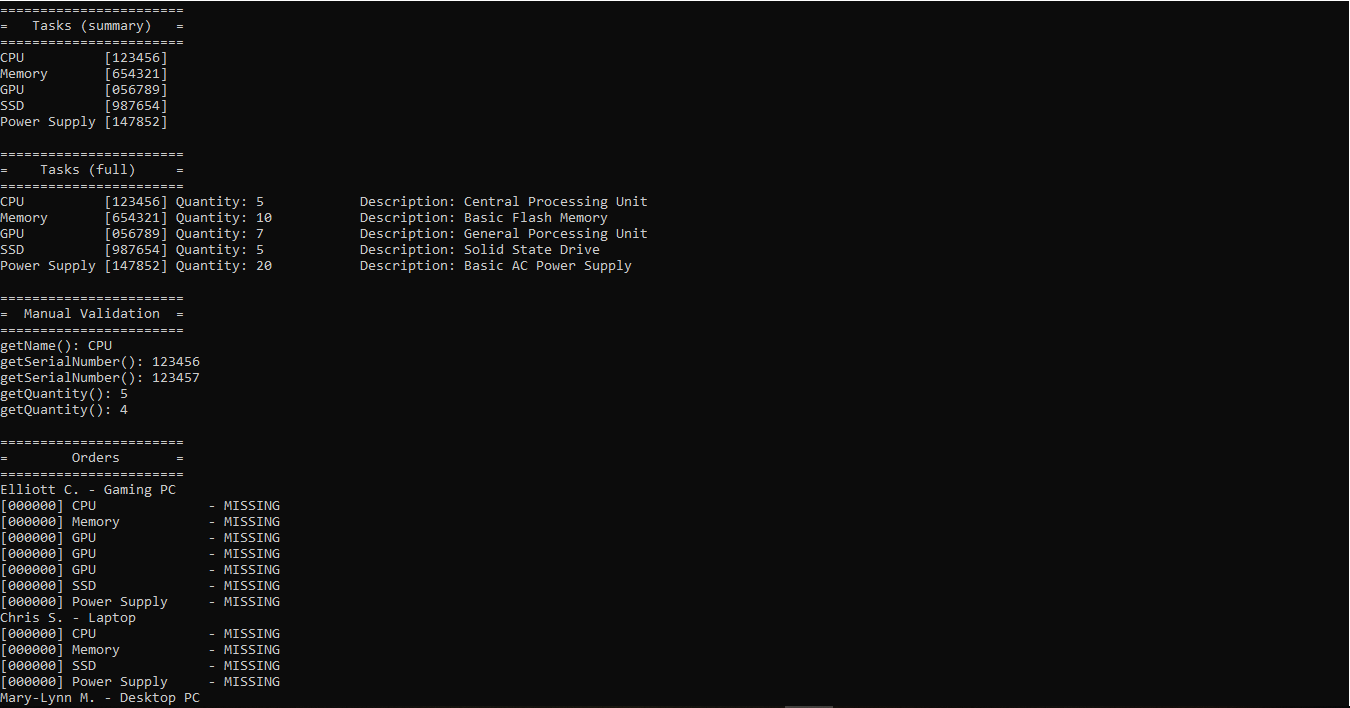 =======================
=   Tasks (summary)   =
=======================
CPU          [123456]
Memory       [654321]
GPU          [056789]
SSD          [987654]
Power Supply [147852]
=======================
=    Tasks (full)     =
=======================
CPU          [123456] Quantity: 5            Description: Central Processing Unit
Memory       [654321] Quantity: 10           Description: Basic Flash Memory
GPU          [056789] Quantity: 7            Description: General Porcessing Unit
SSD          [987654] Quantity: 5            Description: Solid State Drive
Power Supply [147852] Quantity: 20           Description: Basic AC Power Supply
=======================
=  Manual Validation  =
=======================
getName(): CPU
getSerialNumber(): 123456
getSerialNumber(): 123457
getQuantity(): 5
getQuantity(): 4
=======================
=        Orders       =
=======================
Elliott C. - Gaming PC
[000000] CPU              - MISSING
[000000] Memory           - MISSING
[000000] GPU              - MISSING
[000000] GPU              - MISSING
[000000] GPU              - MISSING
[000000] SSD              - MISSING
[000000] Power Supply     - MISSING
Chris S. - Laptop
[000000] CPU              - MISSING
[000000] Memory           - MISSING
[000000] SSD              - MISSING
[000000] Power Supply     - MISSING
Mary-Lynn M. - Desktop PC